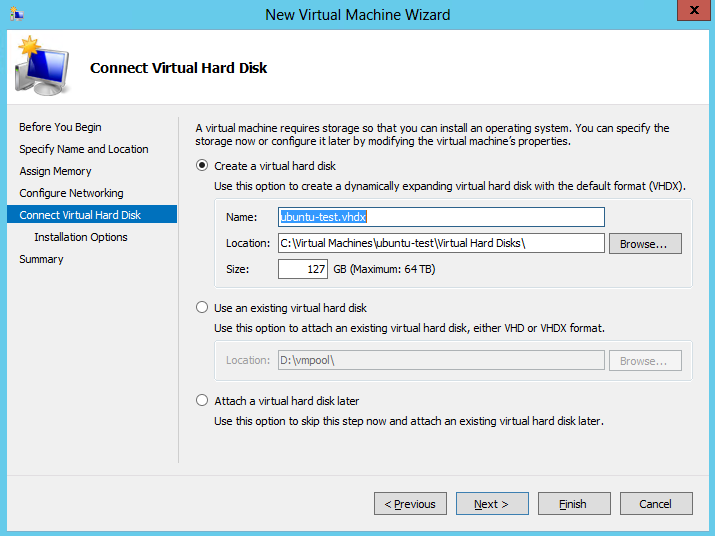 New Virtual Machine Wizard
x
Connect Virtual Hard Disk
Before You Begin
Specify Name and Location
Assign Memory
Configure Networking
Connect Virtual Hard Disk
Installation Options
Summary
A virtual machine requires storage so that you can install an operating system. You can specify the
storage now or configure it later by modifying the virtual machine's properties.
Create a virtual hard disk
Use this option to create a dynamically expanding virtual hard disk with the default format (VHDX).
Name: ubuntu-test.vhdx
Location: C:\Virtual Machines\ubuntu-test\Virtual Hard Disks\ Browse...
Size: 127 GB (Maximum: 64 TB)
Use an existing virtual hard disk
Use this option to attach an existing virtual hard disk, either VHD or VHDX format.
Location: D:\vmpool\ Browse...
Attach a virtual hard disk later
Use this option to skip this step now and attach an existing virtual hard disk later.
< Previous Next > Finish Cancel